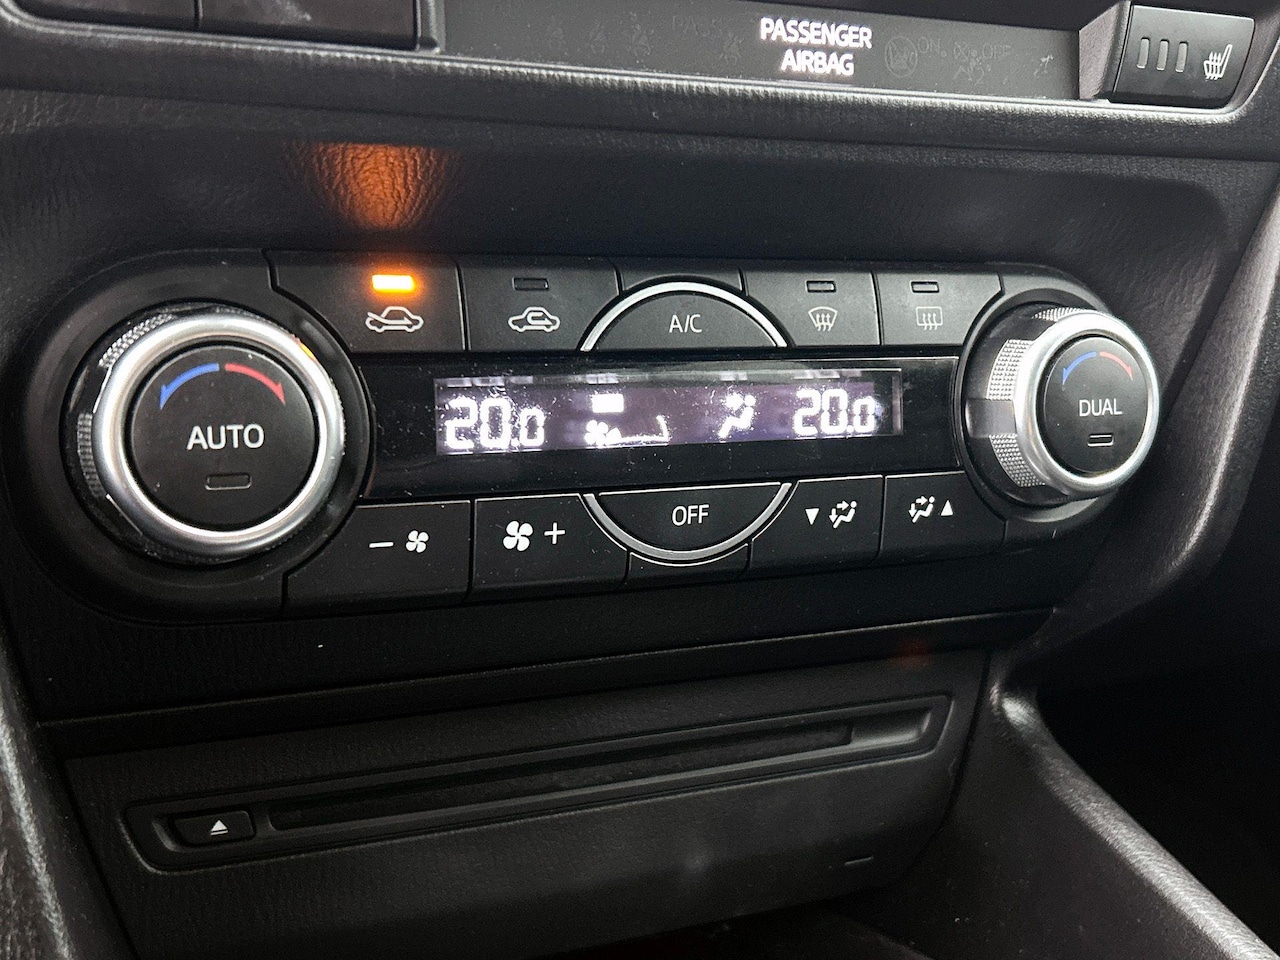 PASSENGER
AIRBAG
ON
OFF
A/C
AUTO
20.0
20.0
DUAL
OFF